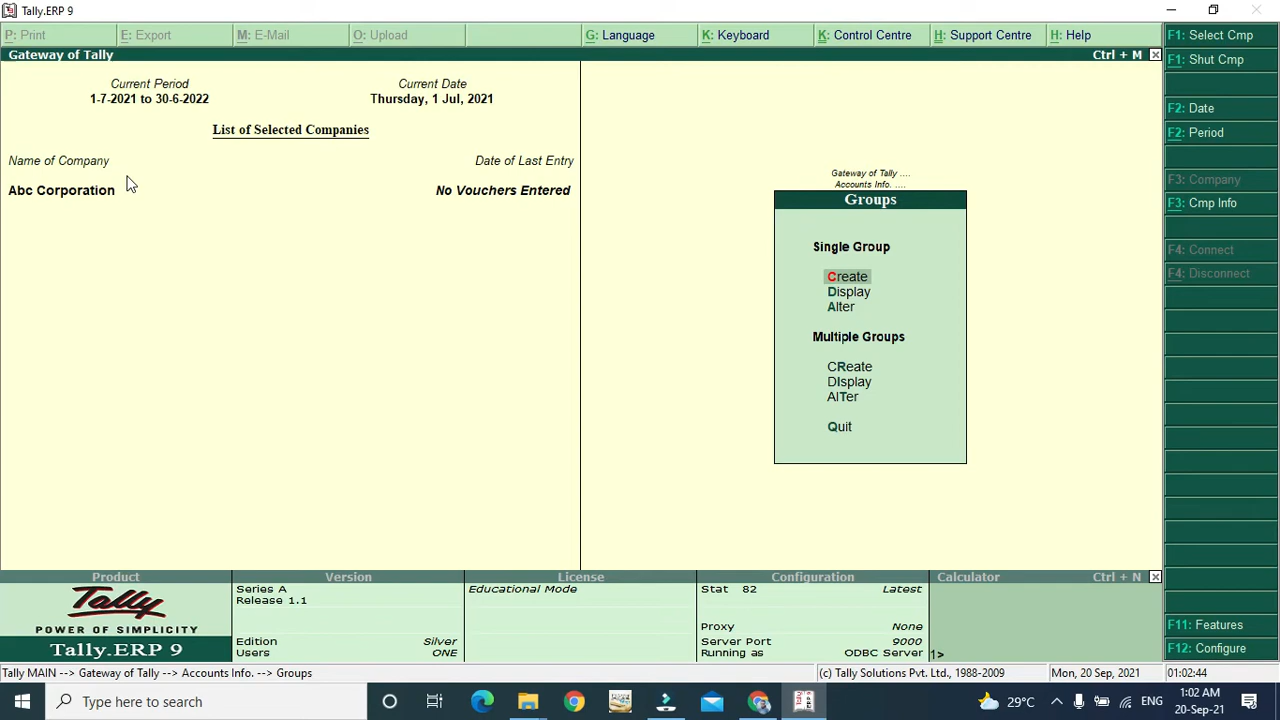 Tally.ERP 9
P: Print
E: Export
M: E-Mail
O: Upload
G: Language
K: Keyboard
K: Control Centre
H: Support Centre
H: Help
F1: Select Cmp
F1: Shut Cmp
F2: Date
F2: Period
F3: Company
F3: Cmp Info
F4: Connect
F4: Disconnect
F11: Features
F12: Configure
Gateway of Tally
Ctrl + M
Current Period
1-7-2021 to 30-6-2022
Current Date
Thursday, 1 Jul, 2021
List of Selected Companies
Name of Company
Date of Last Entry
Abc Corporation
No Vouchers Entered
Gateway of Tally ....
Accounts Info. ....
Groups
Single Group
Create
Display
Alter
Multiple Groups
CReate
DIsplay
AlTer
Quit
Product
Tally
POWER OF SIMPLICITY
Tally.ERP 9
Version
Series A
Release 1.1
Edition Silver
Users ONE
License
Educational Mode
Configuration
Stat 82 Latest
Proxy None
Server Port 9000
Running as ODBC Server
Calculator
Ctrl + N
1>
Tally MAIN --> Gateway of Tally --> Accounts Info. --> Groups
(c) Tally Solutions Pvt. Ltd., 1988-2009
Mon, 20 Sep, 2021
01:02:44
Type here to search
29°C
ENG
1:02 AM
20-Sep-21